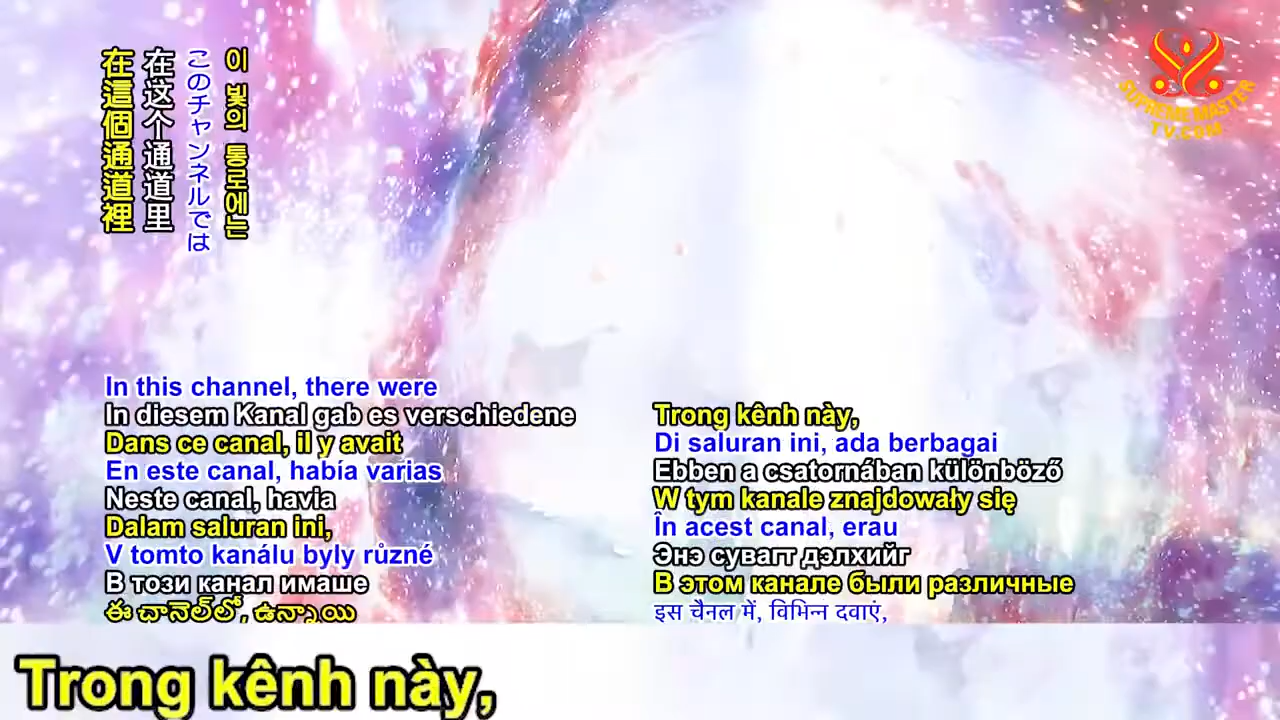 在這個通道裡
在这个通道里
このチャンネルでは
이 빛의 통로에는
SUPREME MASTER
TV.COM
In this channel, there were
In diesem Kanal gab es verschiedene
Dans ce canal, il y avait
En este canal, había varias
Neste canal, havia
Dalam saluran ini,
V tomto kanálu byly různé
В този канал имаше
ఈ ఛానెల్‌లో, ఉన్నాయి
Trong kênh này,
Di saluran ini, ada berbagai
Ebben a csatornában különböző
W tym kanale znajdowały się
În acest canal, erau
Энэ сувагт дэлхийг
В этом канале были различные
इस चैनल में, विभिन्न दवाएं,
Trong kênh này,